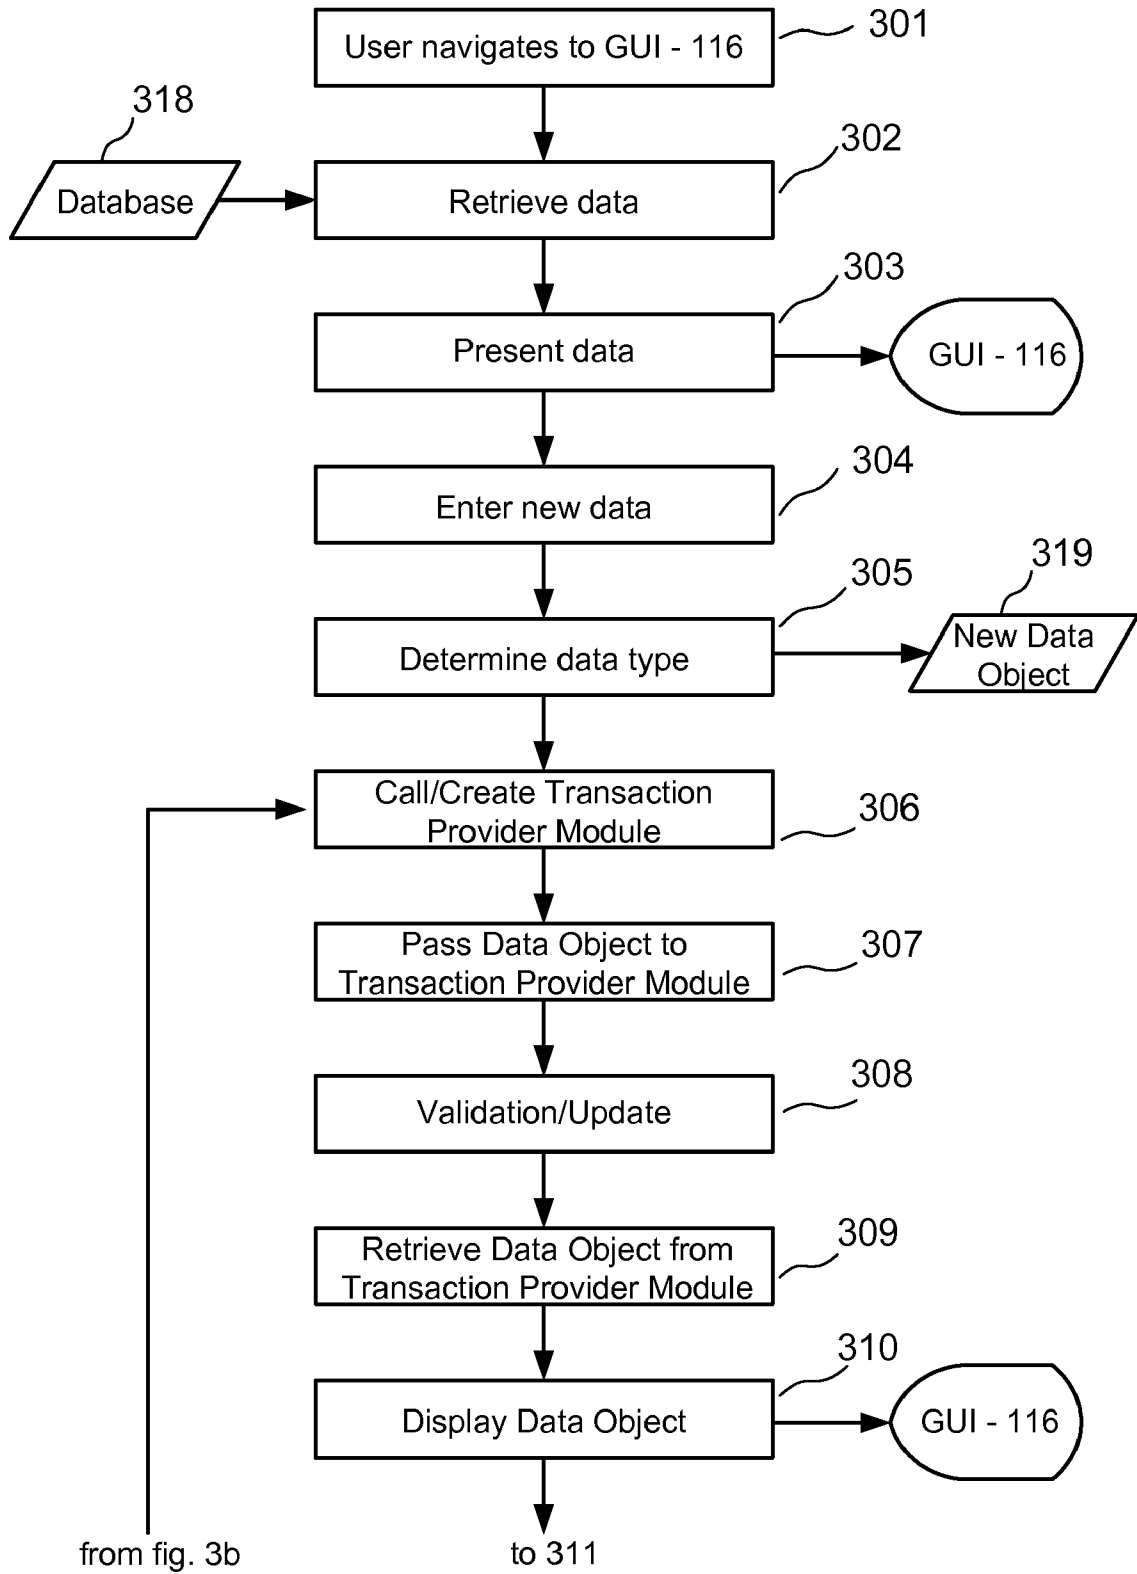 301
User navigates to GUI - 116
318
302
Database
Retrieve data
303
Present data
GUI - 116
304
Enter new data
319
305
New Data
Object
Determine data type
Call/Create Transaction
Provider Module
306
Pass Data Object to
Transaction Provider Module
307
308
Validation/Update
309
Retrieve Data Object from
Transaction Provider Module
310
Display Data Object
GUI - 116
from fig. 3b
to 311